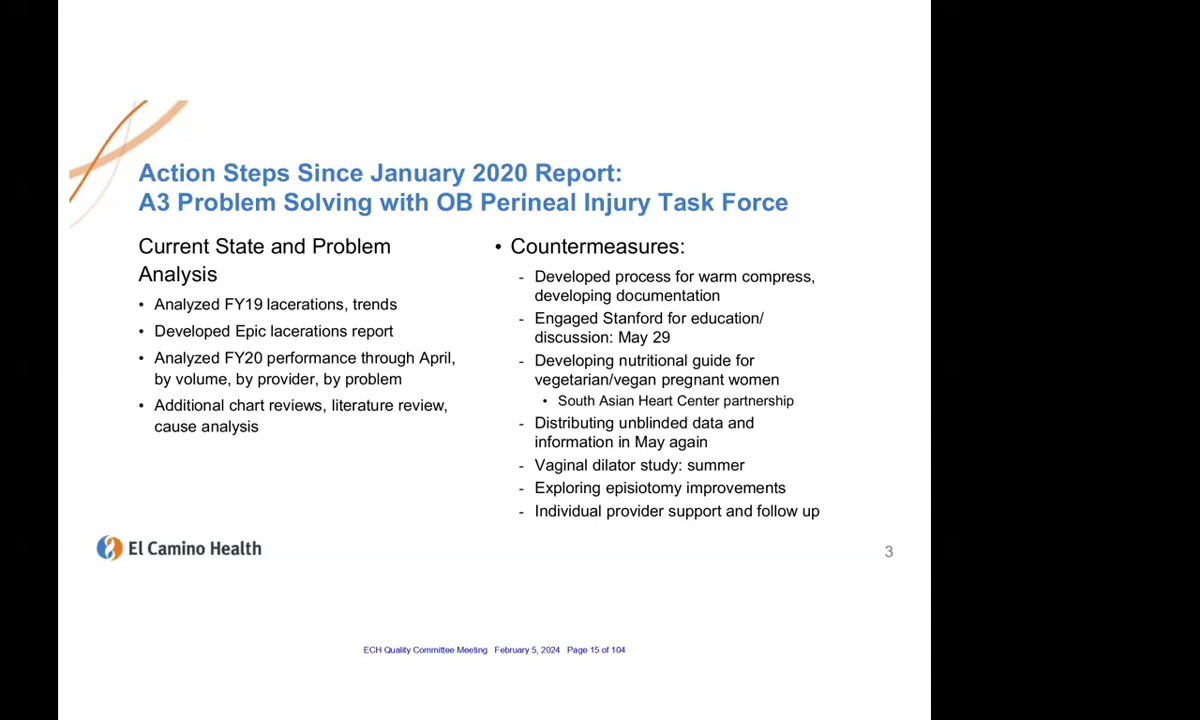 Action Steps Since January 2020 Report:
A3 Problem Solving with OB Perineal Injury Task Force
Current State and Problem
Analysis
• Analyzed FY19 lacerations, trends
• Developed Epic lacerations report
• Analyzed FY20 performance through April,
by volume, by provider, by problem
• Additional chart reviews, literature review,
cause analysis
• Countermeasures:
- Developed process for warm compress,
developing documentation
- Engaged Stanford for education/
discussion: May 29
- Developing nutritional guide for
vegetarian/vegan pregnant women
• South Asian Heart Center partnership
- Distributing unblinded data and
information in May again
- Vaginal dilator study: summer
- Exploring episiotomy improvements
- Individual provider support and follow up
El Camino Health
3
ECH Quality Committee Meeting February 5, 2024 Page 15 of 104